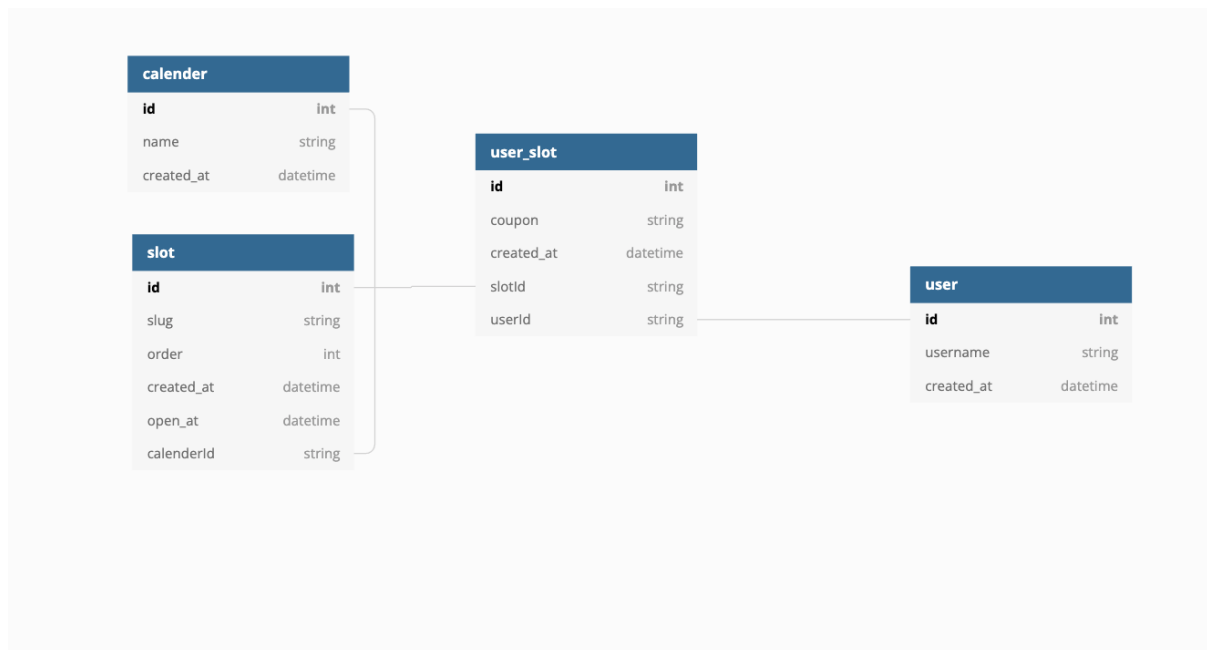 calender
id int
name string
created_at datetime
slot
id int
slug string
order int
created_at datetime
open_at datetime
calenderId string
user_slot
id int
coupon string
created_at datetime
slotId string
userId string
user
id int
username string
created_at datetime